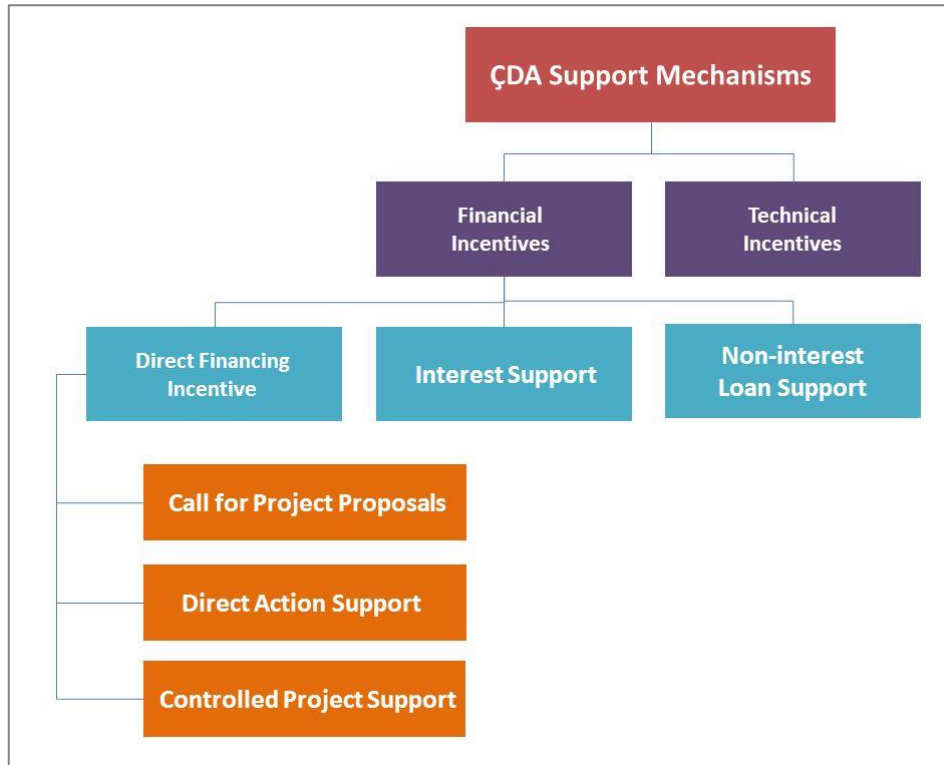 ÇDA Support Mechanisms
Financial
Incentives
Technical
Incentives
Direct Financing
Incentive
Interest Support
Non-interest
Loan Support
Call for Project Proposals
Direct Action Support
Controlled Project Support